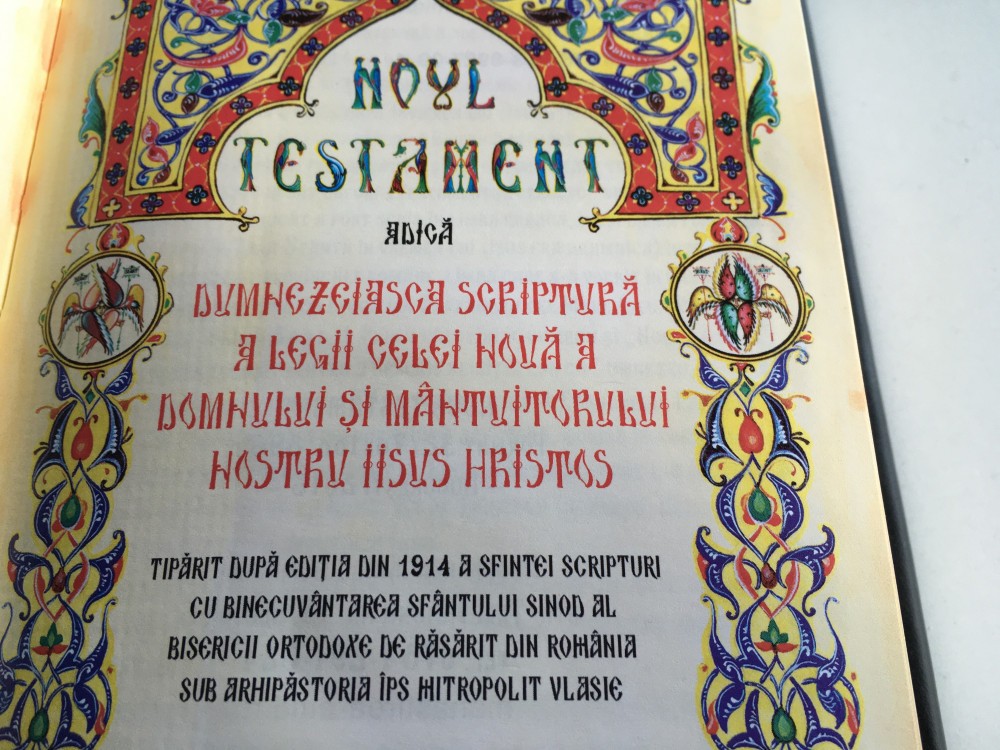 NOUL
TESTAMENT
ADICĂ
DUMNEZEIASCA SCRIPTURĂ
A LEGII CELEI NOUĂ A
DOMNULUI ȘI MÂNTUITORULUI
NOSTRU IISUS HRISTOS
TIPĂRIT DUPĂ EDIȚIA DIN 1914 A SFINTEI SCRIPTURI
CU BINECUVÂNTAREA SFÂNTULUI SINOD AL
BISERICII ORTODOXE DE RĂSĂRIT DIN ROMÂNIA
SUB ARHIPĂSTORIA ÎPS MITROPOLIT VLASIE